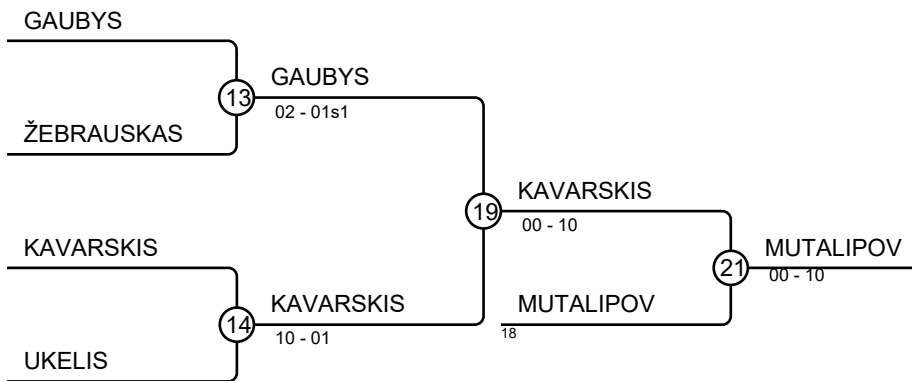 GAUBYS
13
GAUBYS
02 - 01s1
ŽEBRAUSKAS
19
KAVARSKIS
00 - 10
KAVARSKIS
14
KAVARSKIS
10 - 01
UKELIS
21
MUTALIPOV
00 - 10
MUTALIPOV
18